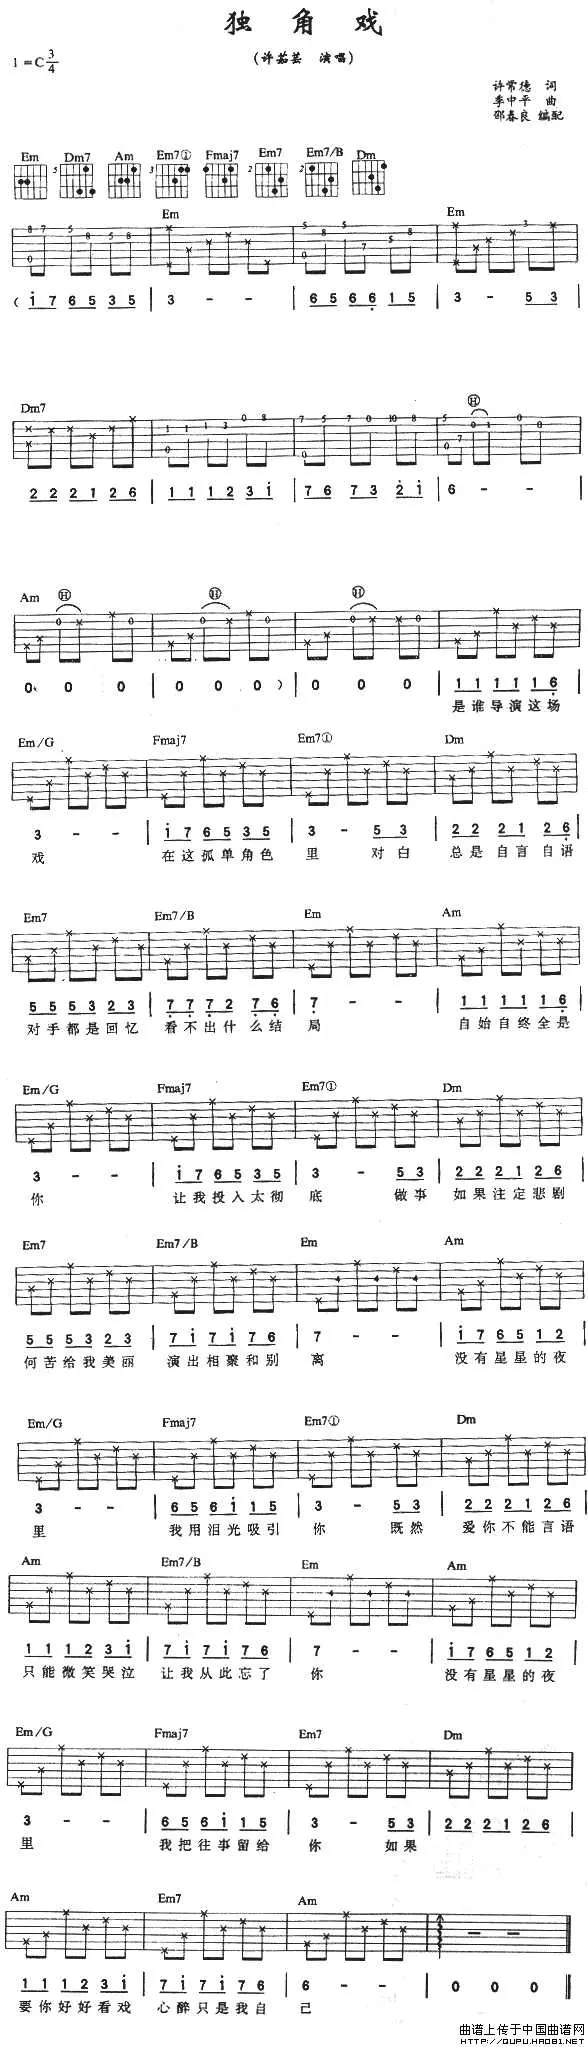 独 角 戏
1=C 3/4
（许茹芸 演唱）
许常德 词
季中平 曲
邵春良 编配
Em Dm7 Am Em7① Fmaj7 Em7 Em7/B Dm
5 3 2 2
Em Em
（i 7 6 5 3 5 | 3 - - | 6 5 6 6 1 5 | 3 - 5 3 |
Dm7 H
2 2 2 1 2 6 | 1 1 1 2 3 i | 7 6 7 3 2 i | 6 - - |
Am H H H
0 0 0 | 0 0 0 ） | 0 0 0 | 1 1 1 1 1 6 |
是谁导演这场
Em/G Fmaj7 Em7① Dm
3 - - | i 7 6 5 3 5 | 3 - 5 3 | 2 2 2 1 2 6 |
戏 在这孤单角色 里 对白 总是自言自语
Em7 Em7/B Em Am
5 5 5 3 2 3 | 7 7 7 2 7 6 | 7 - - | 1 1 1 1 1 6 |
对手都是回忆 看不出什么结 局 自始自终全是
Em/G Fmaj7 Em7① Dm
3 - - | i 7 6 5 3 5 | 3 - 5 3 | 2 2 2 1 2 6 |
你 让我投入太彻 底 做事 如果注定悲剧
Em7 Em7/B Em Am
5 5 5 3 2 3 | 7 i 7 i 7 6 | 7 - - | i 7 6 5 1 2 |
何苦给我美丽 演出相聚和别 离 没有星星的夜
Em/G Fmaj7 Em7① Dm
3 - - | 6 5 6 i 1 5 | 3 - 5 3 | 2 2 2 1 2 6 |
里 我用泪光吸引 你 既然 爱你不能言语
Am Em7/B Em Am
1 1 1 2 3 i | 7 i 7 i 7 6 | 7 - - | i 7 6 5 1 2 |
只能微笑哭泣 让我从此忘了 你 没有星星的夜
Em/G Fmaj7 Em7 Dm
3 - - | 6 5 6 i 1 5 | 3 - 5 3 | 2 2 2 1 2 6 |
里 我把往事留给 你 如果
Am Em7 Am
1 1 1 2 3 i | 7 i 7 i 7 6 | 6 - - | 0 0 0 ‖
要你好好看戏 心醉只是我自 己
曲谱上传于中国曲谱网
HTTP://QUPU.HAO81.NET